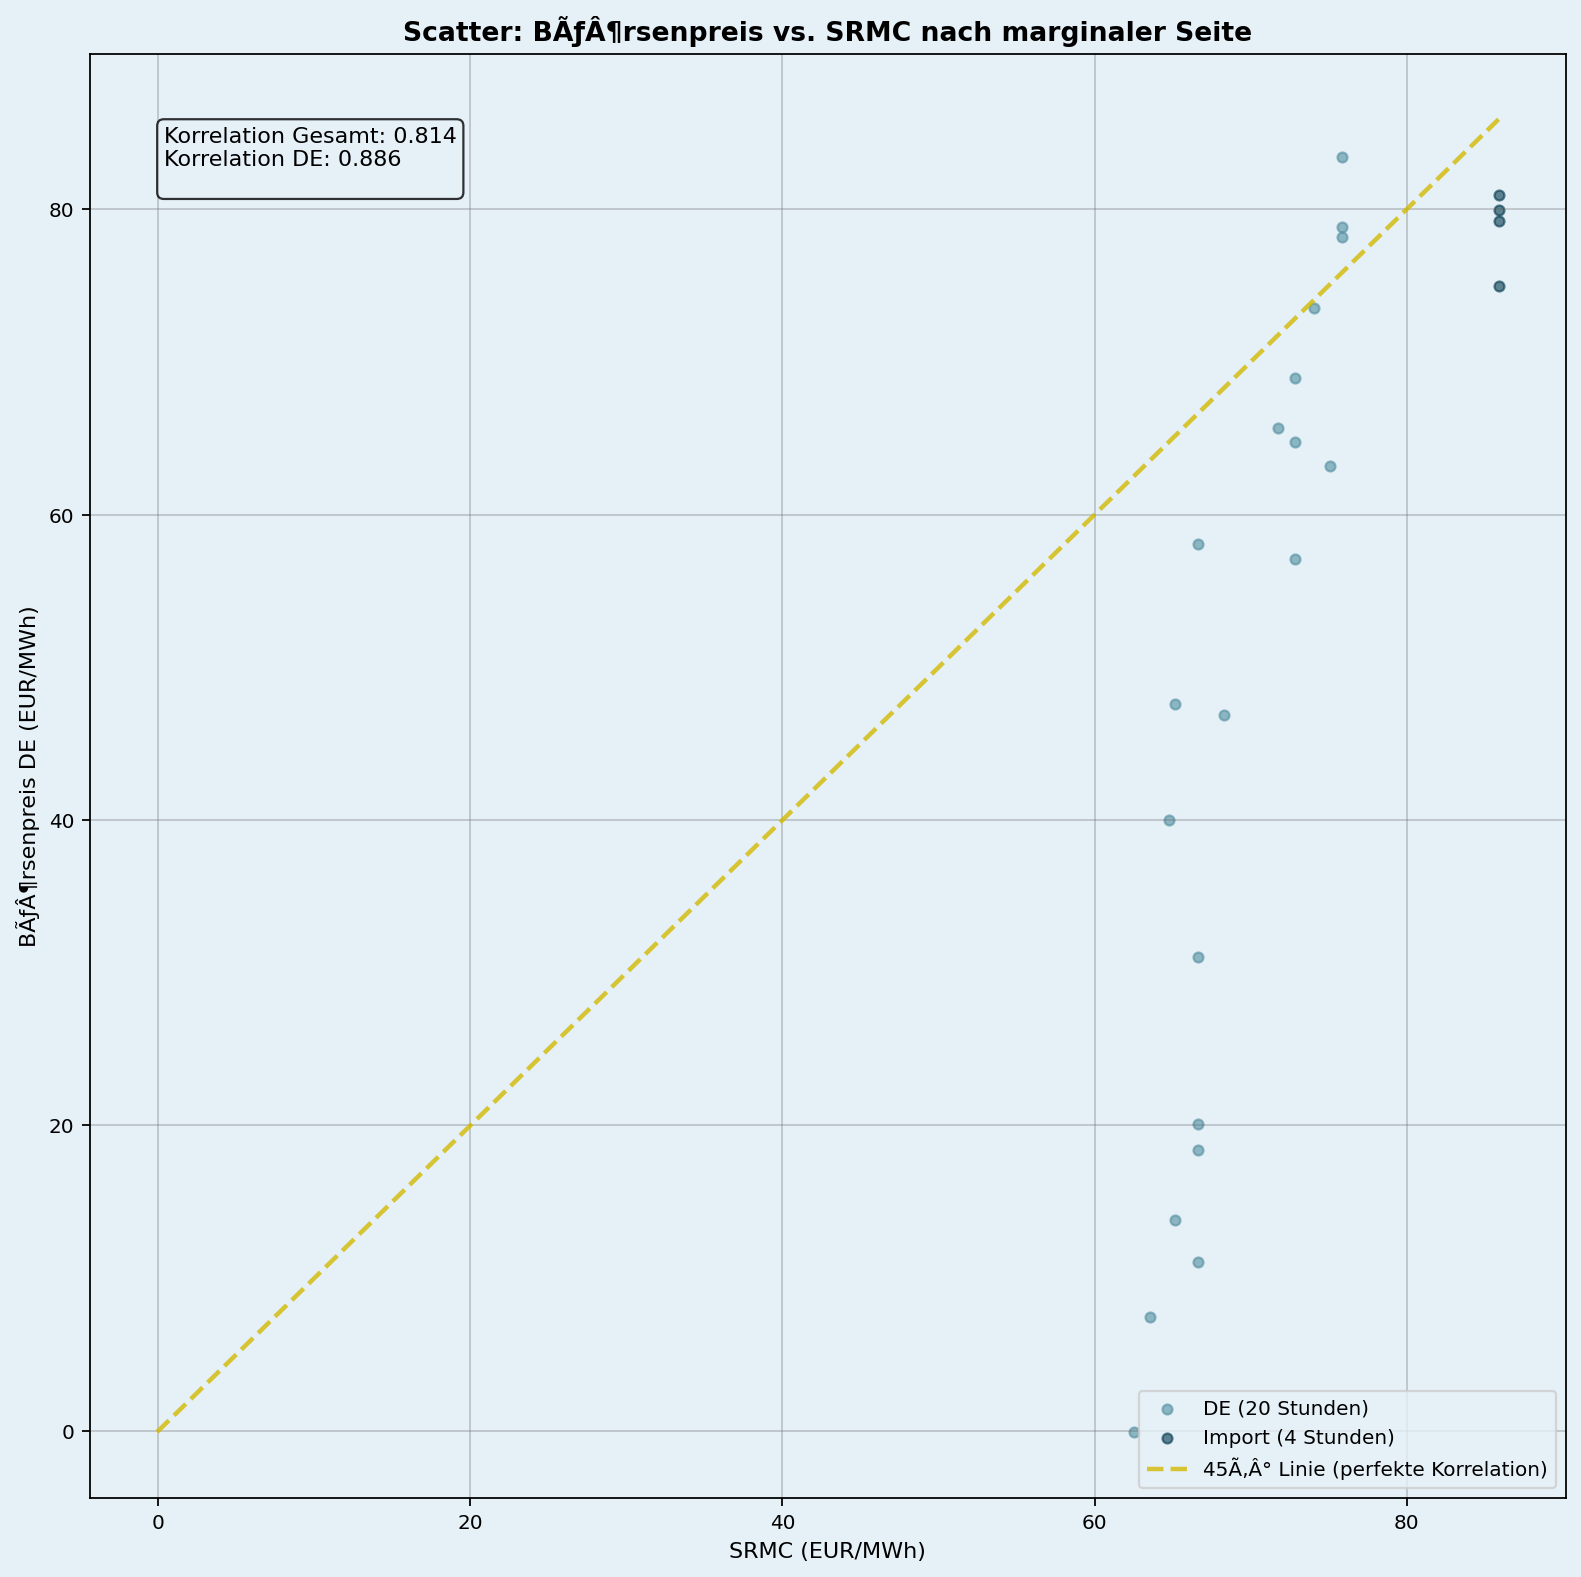 Scatter: BÃƒÂ¶rsenpreis vs. SRMC nach marginaler Seite
Korrelation Gesamt: 0.814
Korrelation DE: 0.886
80
60
40
20
0
BÃƒÂ¶rsenpreis DE (EUR/MWh)
DE (20 Stunden)
Import (4 Stunden)
45Ã‚Â° Linie (perfekte Korrelation)
0
20
40
60
80
SRMC (EUR/MWh)